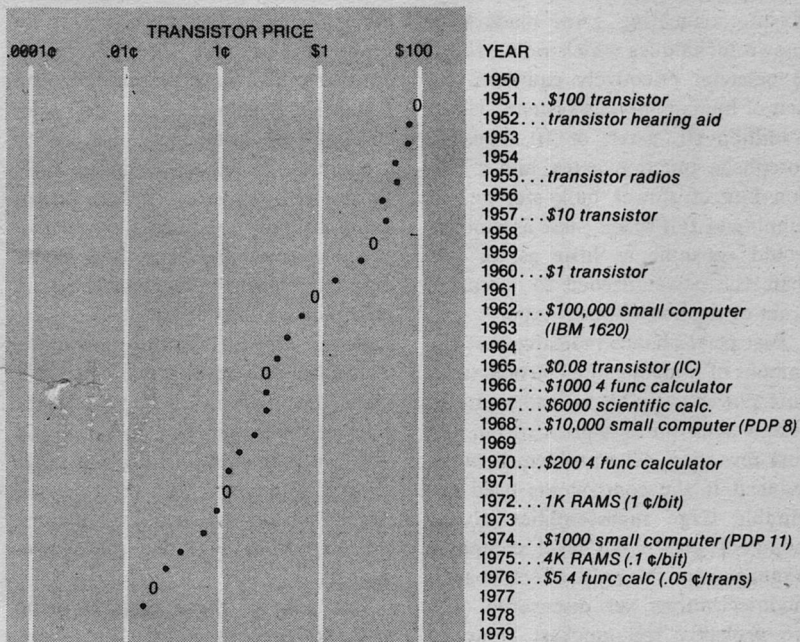 TRANSISTOR PRICE
.0001¢ .01¢ 1¢ $1 $100
YEAR
1950
1951...$100 transistor
1952...transistor hearing aid
1953
1954
1955...transistor radios
1956
1957...$10 transistor
1958
1959
1960...$1 transistor
1961
1962...$100,000 small computer
1963 (IBM 1620)
1964
1965...$0.08 transistor (IC)
1966...$1000 4 func calculator
1967...$6000 scientific calc.
1968...$10,000 small computer (PDP 8)
1969
1970...$200 4 func calculator
1971
1972...1K RAMS (1 ¢/bit)
1973
1974...$1000 small computer (PDP 11)
1975...4K RAMS (.1 ¢/bit)
1976...$5 4 func calc (.05 ¢/trans)
1977
1978
1979